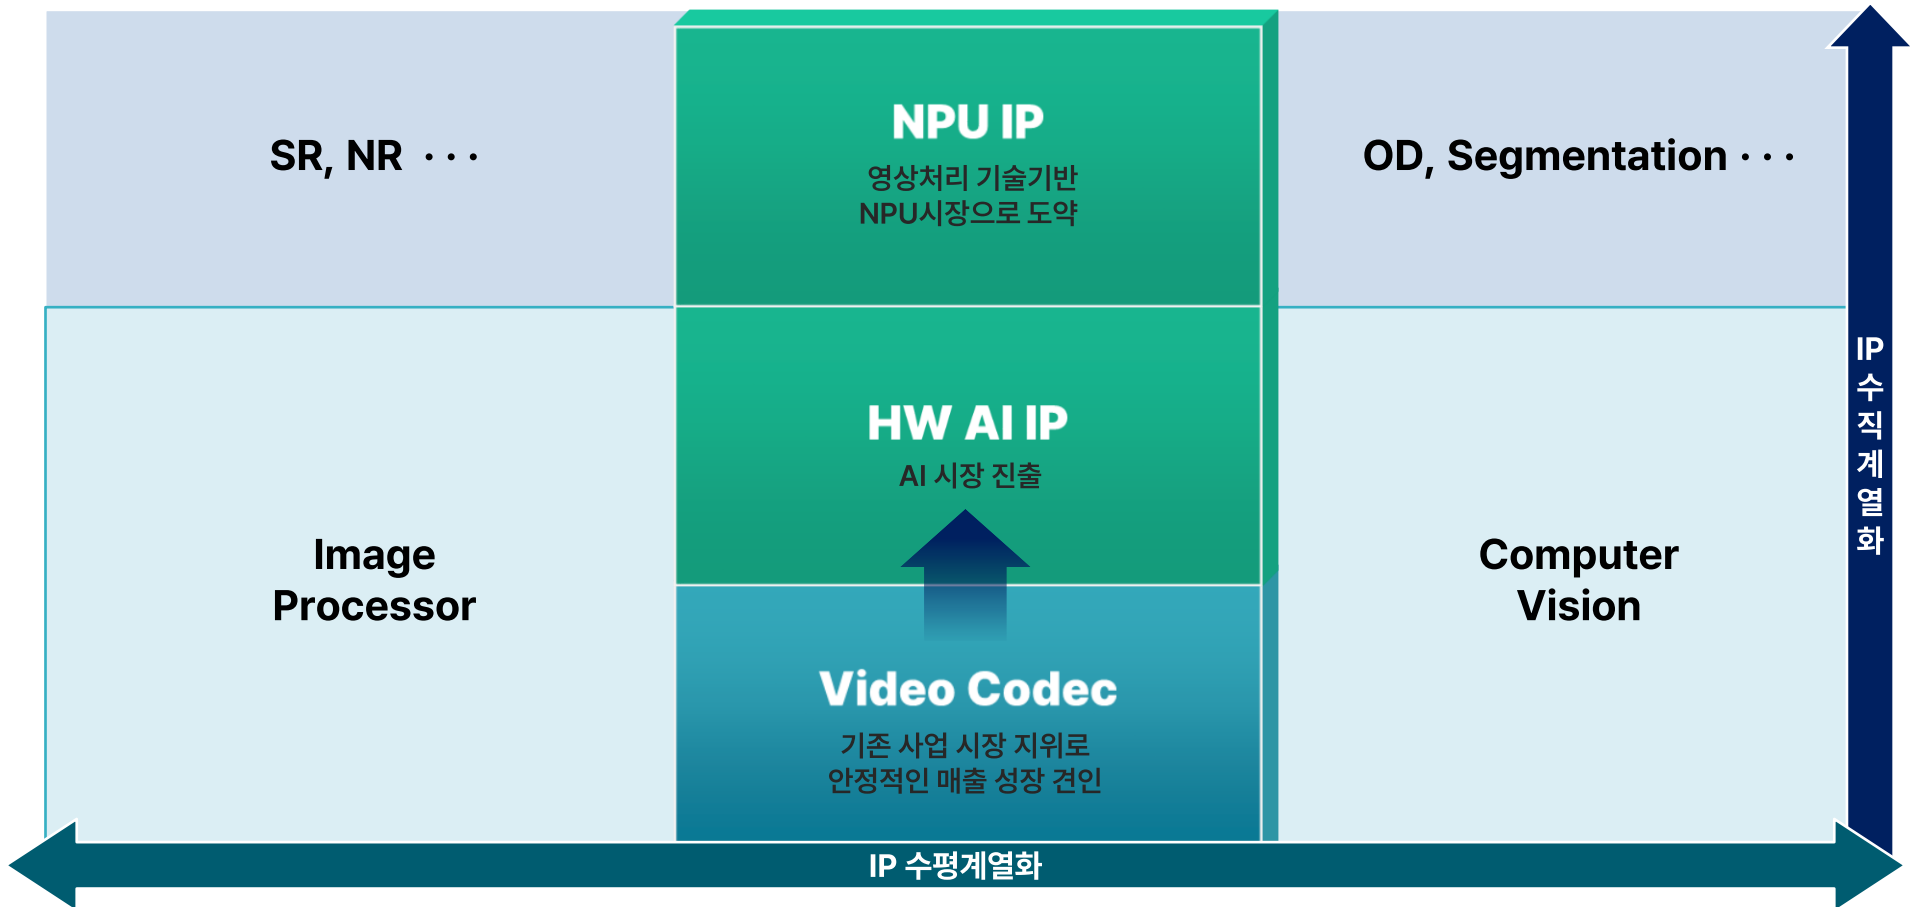 SR, NR ···
NPU IP
영상처리 기술기반
NPU시장으로 도약
OD, Segmentation ···
HW AI IP
AI 시장 진출
Image
Processor
Computer
Vision
Video Codec
기존 사업 시장 지위로
안정적인 매출 성장 견인
IP 수평계열화
IP
수
직
계
열
화